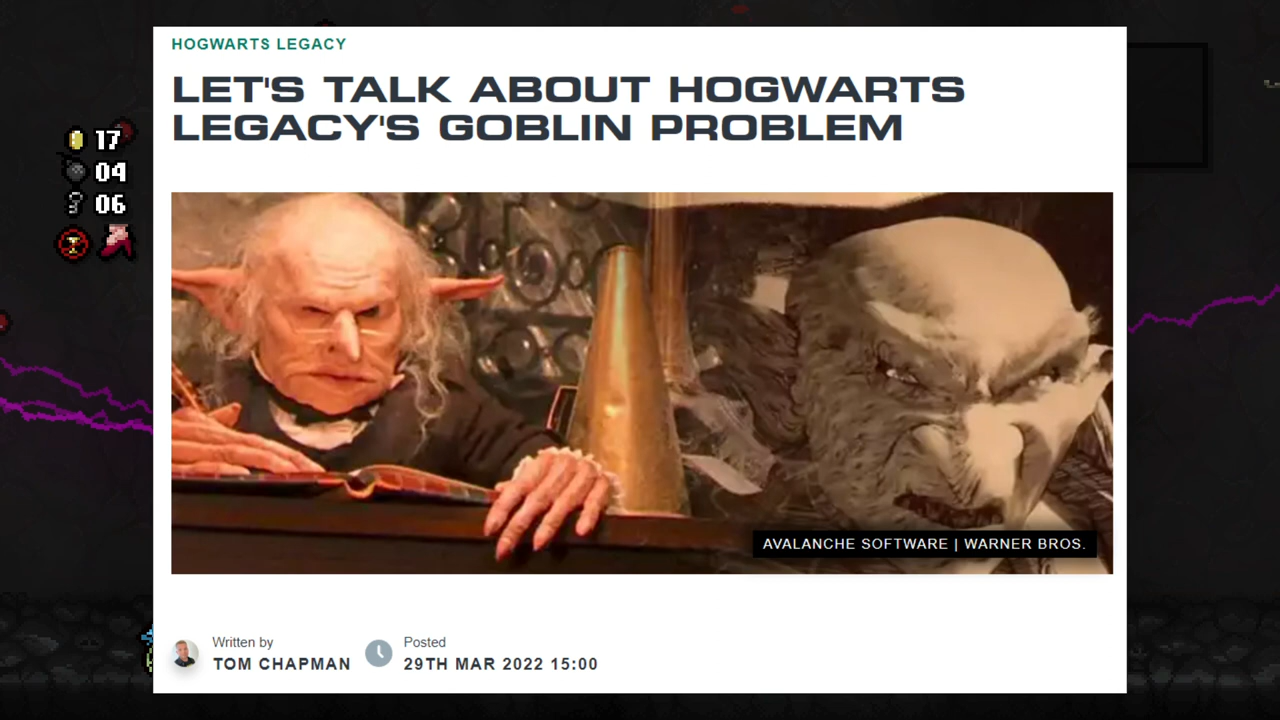 HOGWARTS LEGACY
LET'S TALK ABOUT HOGWARTS
LEGACY'S GOBLIN PROBLEM
17
04
06
AVALANCHE SOFTWARE | WARNER BROS.
Written by
TOM CHAPMAN
Posted
29TH MAR 2022 15:00